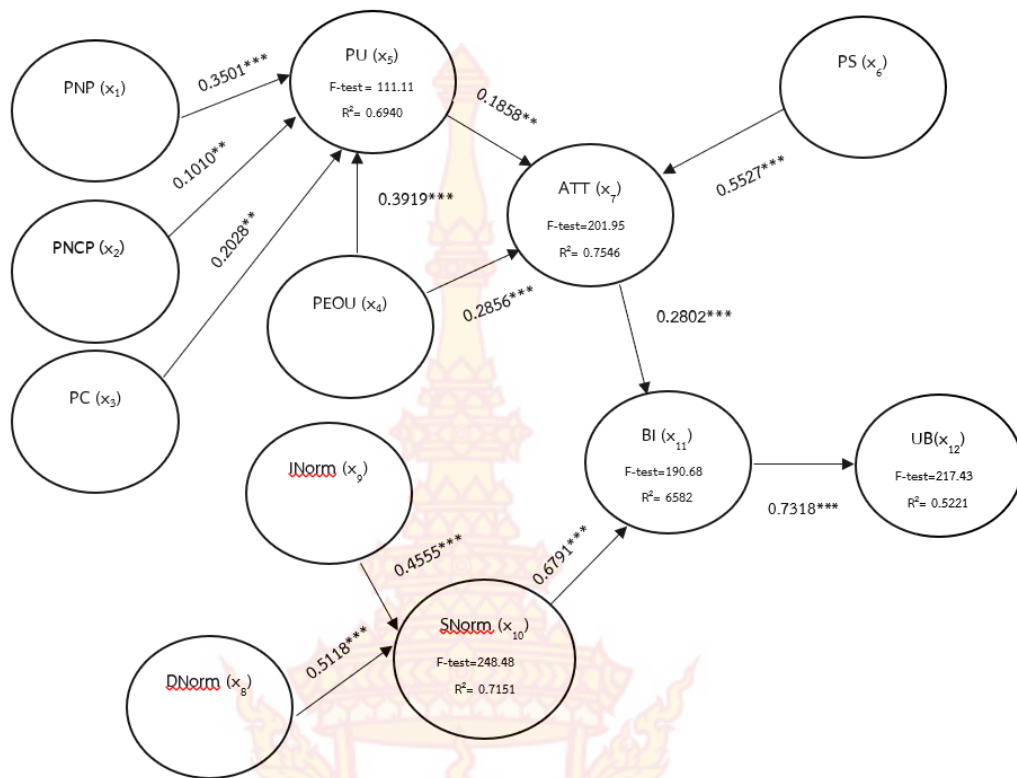 PNP (x₁)
0.3501***
PU (x₅)
F-test = 111.11
R²= 0.6940
PS (x₆)
0.1858**
0.1010**
0.5527***
PNCP (x₂)
0.2028**
0.3919***
ATT (x₇)
F-test=201.95
R²= 0.7546
PEOU (x₄)
0.2856***
0.2802***
PC (x₃)
BI (x₁₁)
F-test=190.68
R²= 6582
0.7318***
UB(x₁₂)
F-test=217.43
R²= 0.5221
INorm (x₉)
0.4555***
0.6791***
SNorm (x₁₀)
F-test=248.48
R²= 0.7151
0.5118***
DNorm (x₈)